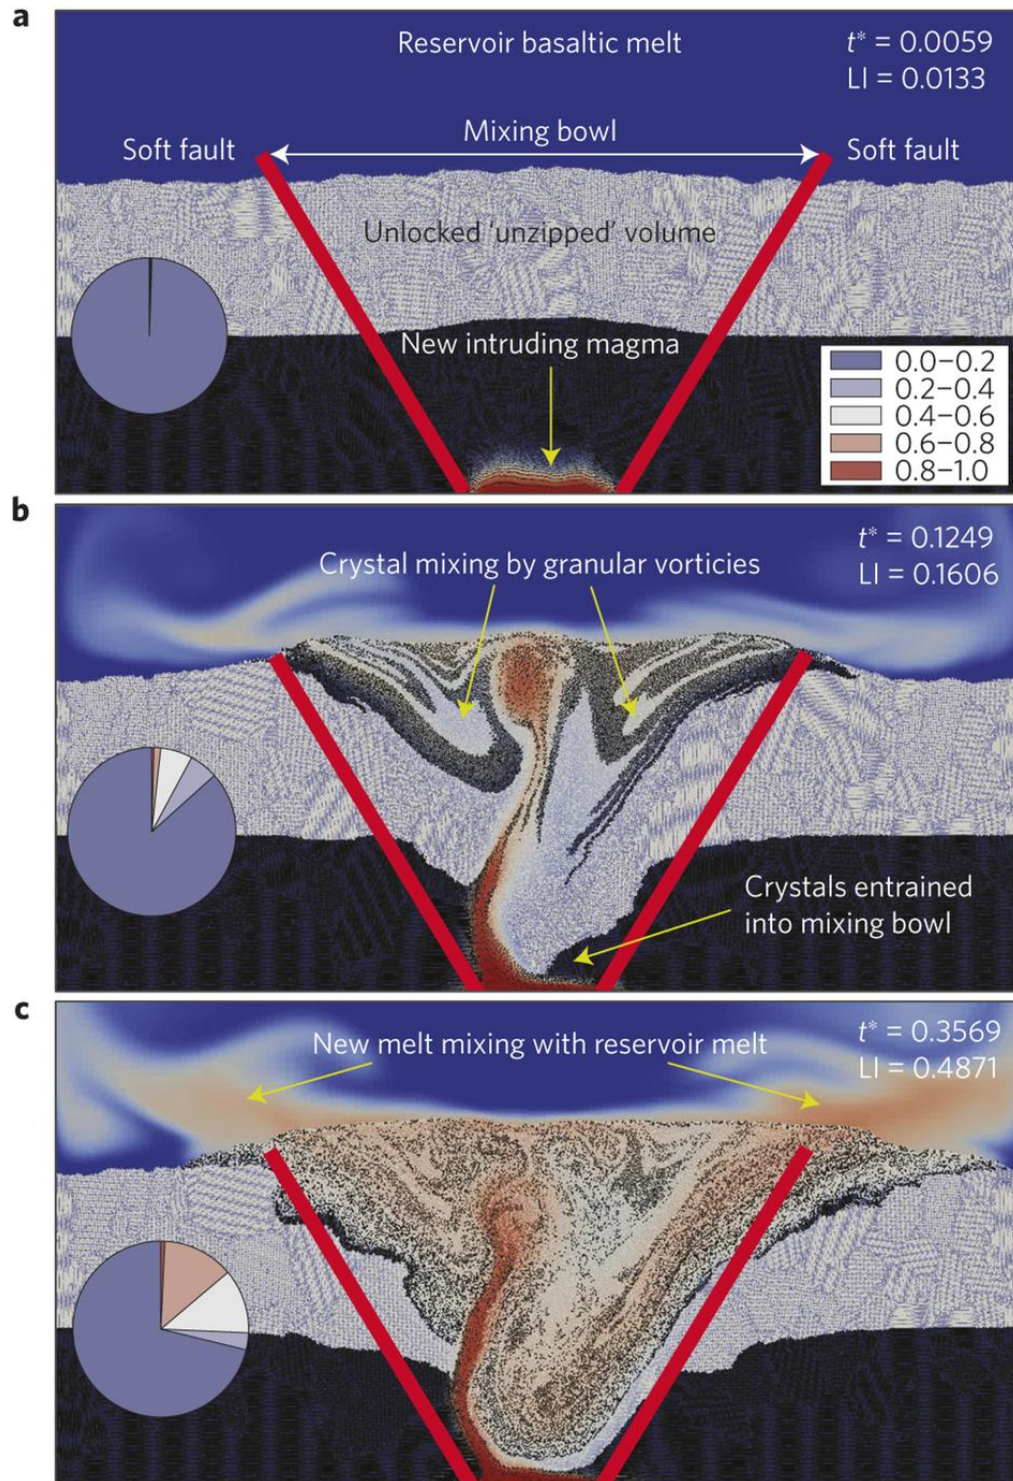 a
Reservoir basaltic melt
t* = 0.0059
LI = 0.0133
Mixing bowl
Soft fault
Soft fault
Unlocked ‘unzipped’ volume
New intruding magma
0.0–0.2
0.2–0.4
0.4–0.6
0.6–0.8
0.8–1.0
b
t* = 0.1249
LI = 0.1606
Crystal mixing by granular vorticies
Crystals entrained
into mixing bowl
c
t* = 0.3569
LI = 0.4871
New melt mixing with reservoir melt